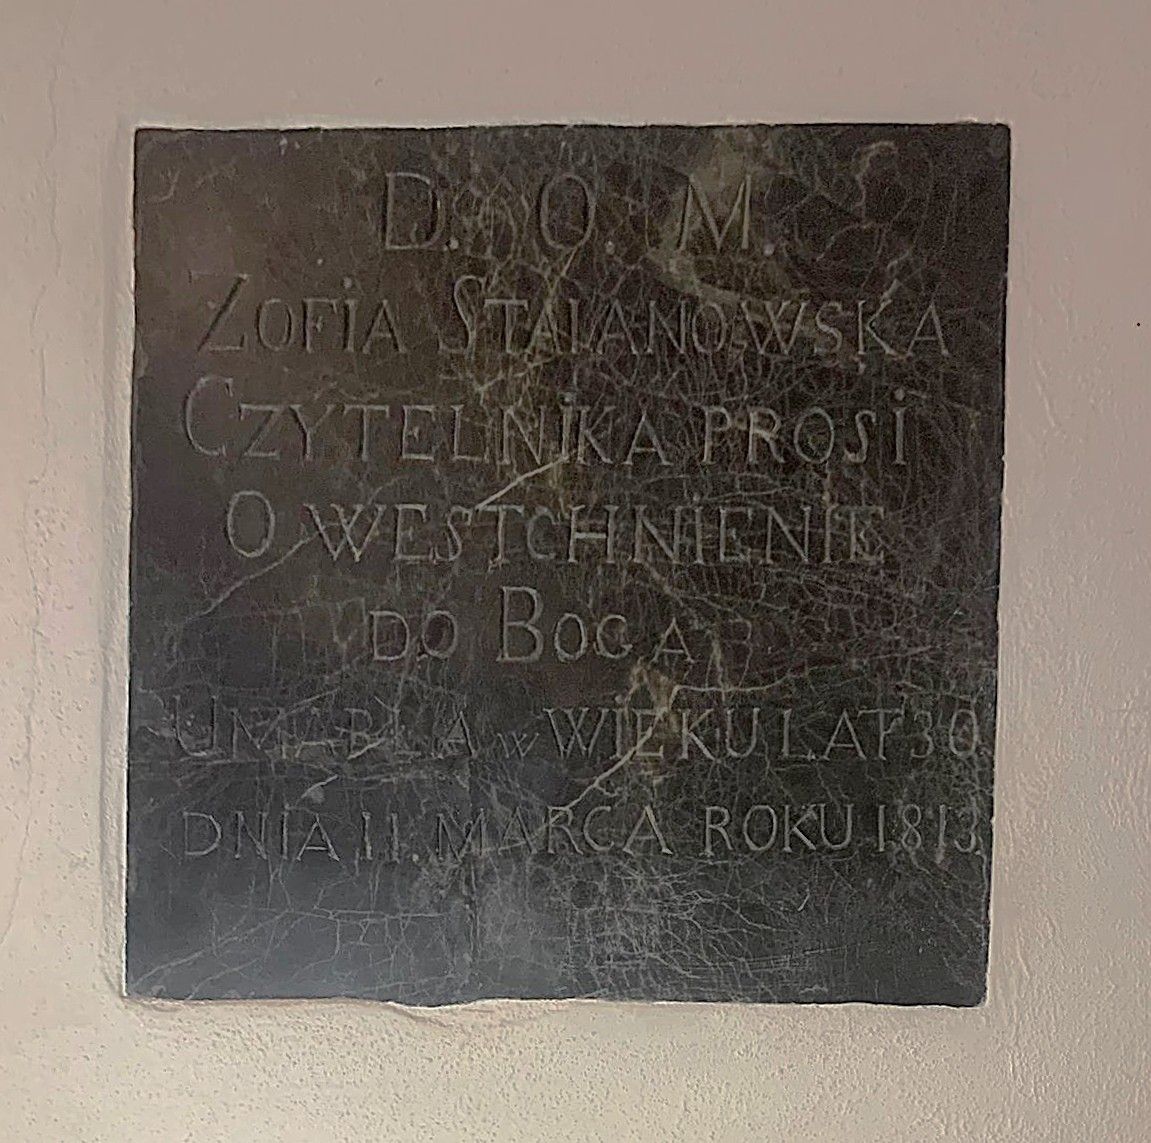 D. O. M.
ZOFiA STAIANOWSKA
CZYTELNiKA PROSi
O WESTCHNiENIE
DO BOGA
UMARŁA w WIEKU LAT 30
DNiA 11. MARCA ROKU 1813